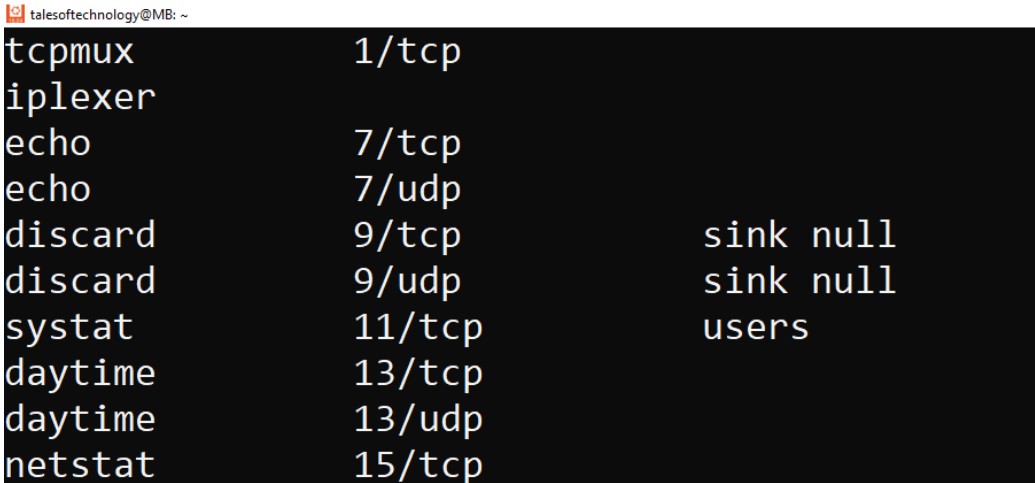 talesoftechnology@MB: ~
tcpmux 1/tcp
iplexer
echo 7/tcp
echo 7/udp
discard 9/tcp sink null
discard 9/udp sink null
systat 11/tcp users
daytime 13/tcp
daytime 13/udp
netstat 15/tcp